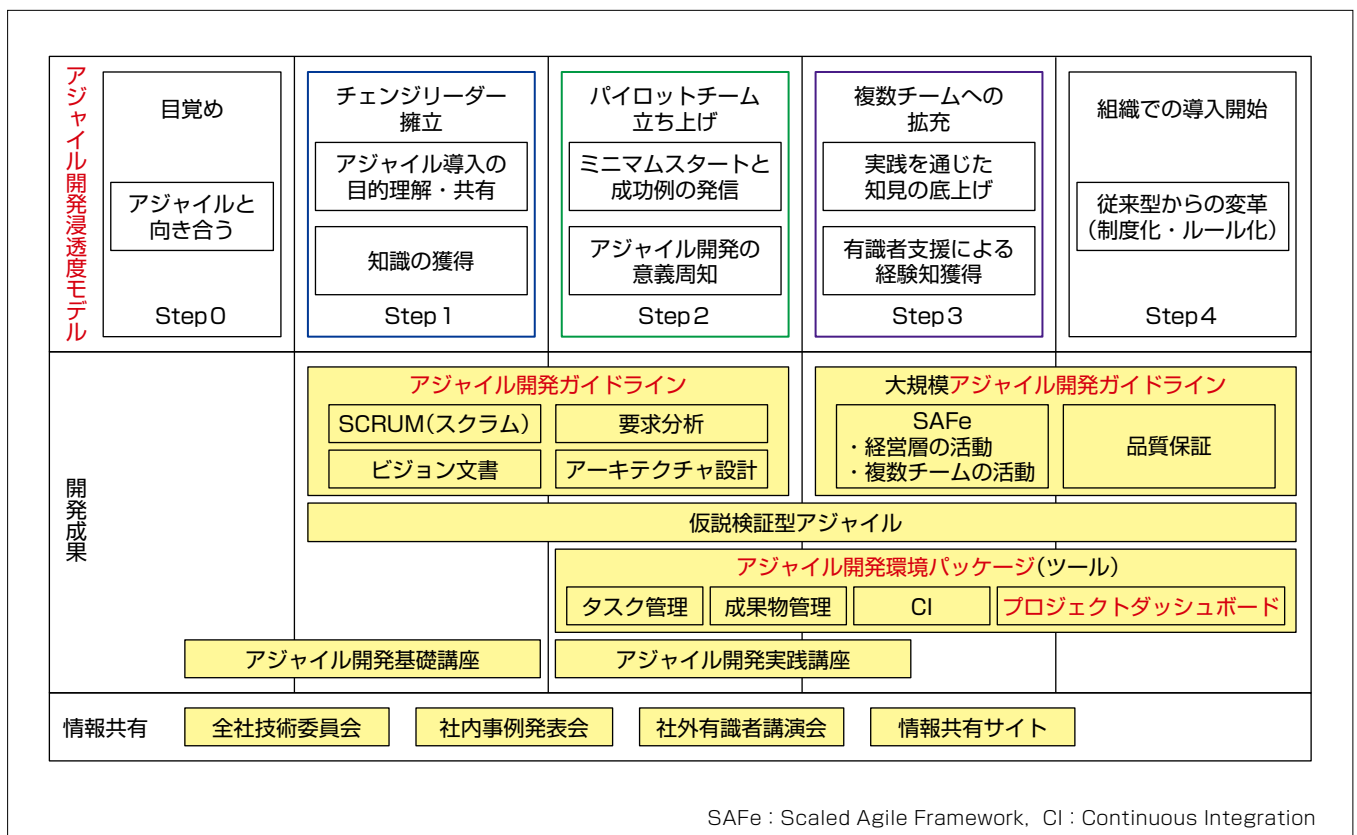 アジャイル開発浸透度モデル
目覚め
アジャイルと
向き合う
Step0
チェンジリーダー
擁立
アジャイル導入の
目的理解・共有
知識の獲得
Step1
パイロットチーム
立ち上げ
ミニマムスタートと
成功例の発信
アジャイル開発の
意義周知
Step2
複数チームへの
拡充
実践を通じた
知見の底上げ
有識者支援による
経験知獲得
Step3
組織での導入開始
従来型からの変革
(制度化・ルール化)
Step4
開発成果
アジャイル開発ガイドライン
SCRUM(スクラム)
要求分析
ビジョン文書
アーキテクチャ設計
大規模アジャイル開発ガイドライン
SAFe
・経営層の活動
・複数チームの活動
品質保証
仮説検証型アジャイル
アジャイル開発環境パッケージ(ツール)
タスク管理
成果物管理
CI
プロジェクトダッシュボード
アジャイル開発基礎講座
アジャイル開発実践講座
情報共有
全社技術委員会
社内事例発表会
社外有識者講演会
情報共有サイト
SAFe：Scaled Agile Framework, CI：Continuous Integration